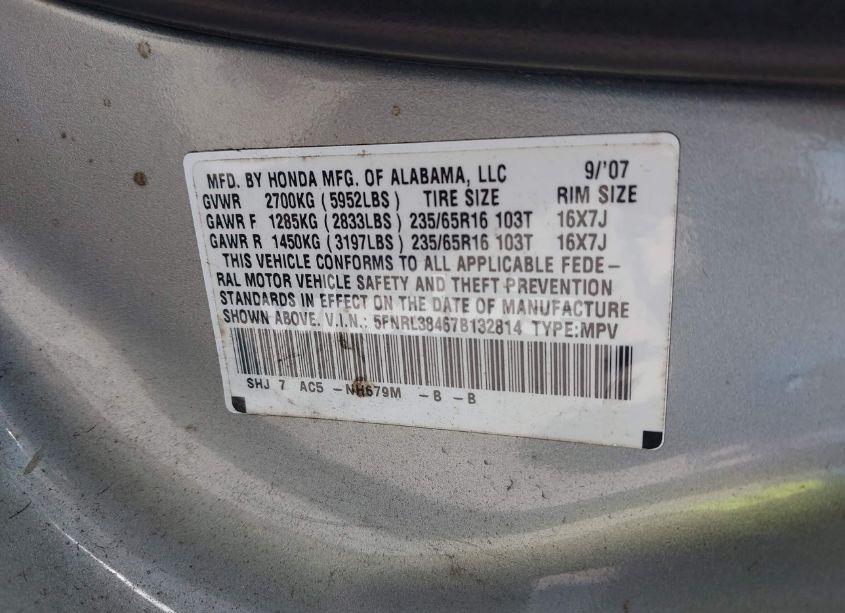 MFD. BY HONDA MFG. OF ALABAMA, LLC 9/'07
GVWR 2700KG (5952LBS) TIRE SIZE RIM SIZE
GAWR F 1285KG (2833LBS) 235/65R16 103T 16X7J
GAWR R 1450KG (3197LBS) 235/65R16 103T 16X7J
THIS VEHICLE CONFORMS TO ALL APPLICABLE FEDE-
RAL MOTOR VEHICLE SAFETY AND THEFT PREVENTION
STANDARDS IN EFFECT ON THE DATE OF MANUFACTURE
SHOWN ABOVE. V.I.N.: 5FNRL38467B132814 TYPE:MPV
SHJ 7 AC5 -NH679M -B -B